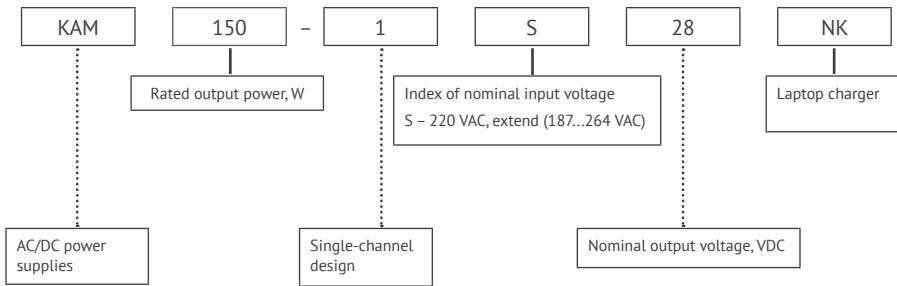 KAM 150 – 1 S 28 NK
Rated output power, W
Index of nominal input voltage
S – 220 VAC, extend (187...264 VAC)
Laptop charger
AC/DC power
supplies
Single-channel
design
Nominal output voltage, VDC